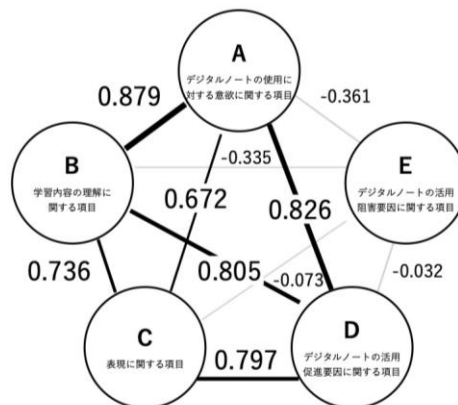 A
デジタルノートの使用に
対する意欲に関する項目
0.879
-0.361
B
学習内容の理解に
関する項目
-0.335
E
デジタルノートの活用
阻害要因に関する項目
0.672
0.826
0.736
0.805
-0.073
-0.032
C
表現に関する項目
0.797
D
デジタルノートの活用
促進要因に関する項目